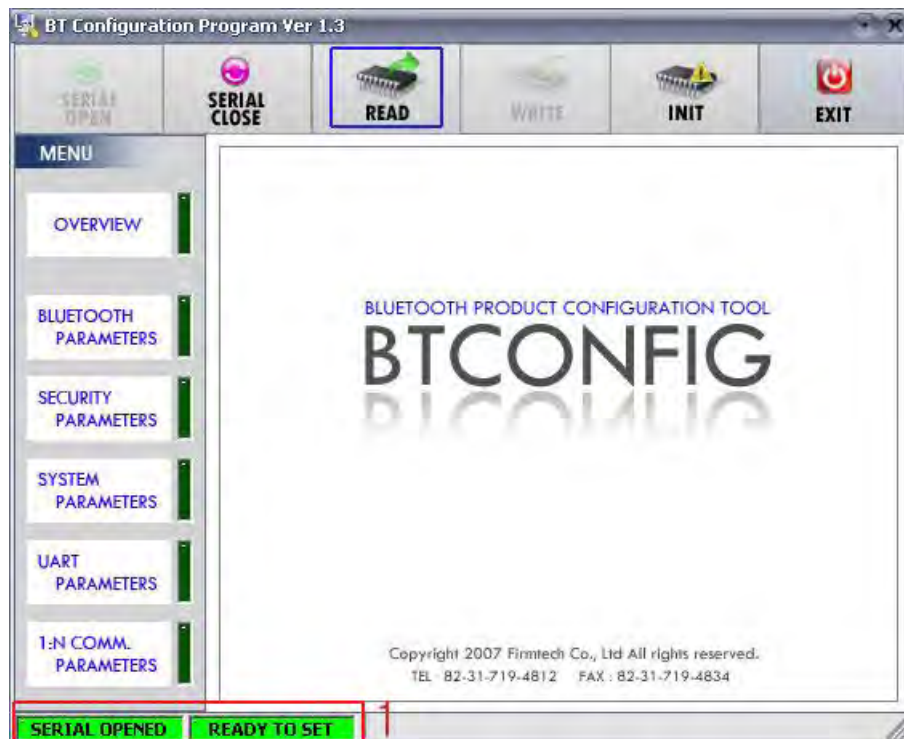 BT Configuration Program Ver 1.3
SERIAL
OPEN
SERIAL
CLOSE
READ
WRITE
INIT
EXIT
MENU
OVERVIEW
BLUETOOTH
PARAMETERS
SECURITY
PARAMETERS
SYSTEM
PARAMETERS
UART
PARAMETERS
1:N COMM.
PARAMETERS
BLUETOOTH PRODUCT CONFIGURATION TOOL
BTCONFIG
Copyright 2007 Firmtech Co., Ltd All rights reserved.
TEL : 82-31-719-4812 FAX : 82-31-719-4834
SERIAL OPENED READY TO SET 1